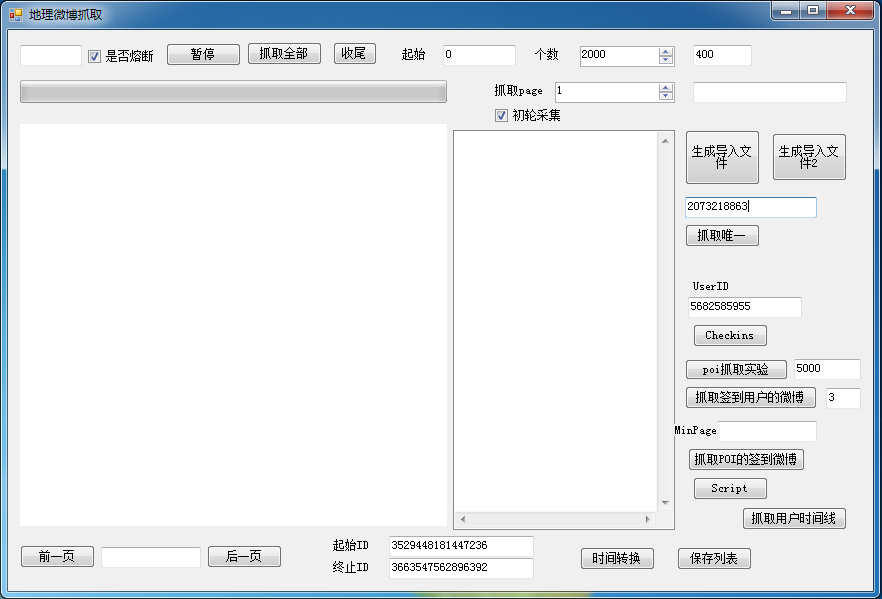 地理微博抓取
是否熔断 暂停 抓取全部 收尾 起始 0 个数 2000 400
抓取page 1
初轮采集
生成导入文件 生成导入文件2
2073218863
抓取唯一
UserID
5682585955
Checkins
poi抓取实验 5000
抓取签到用户的微博 3
MinPage
抓取POI的签到微博
Script
抓取用户时间线
起始ID 3529448181447236
前一页 后一页 时间转换 保存列表
终止ID 3663547562896392